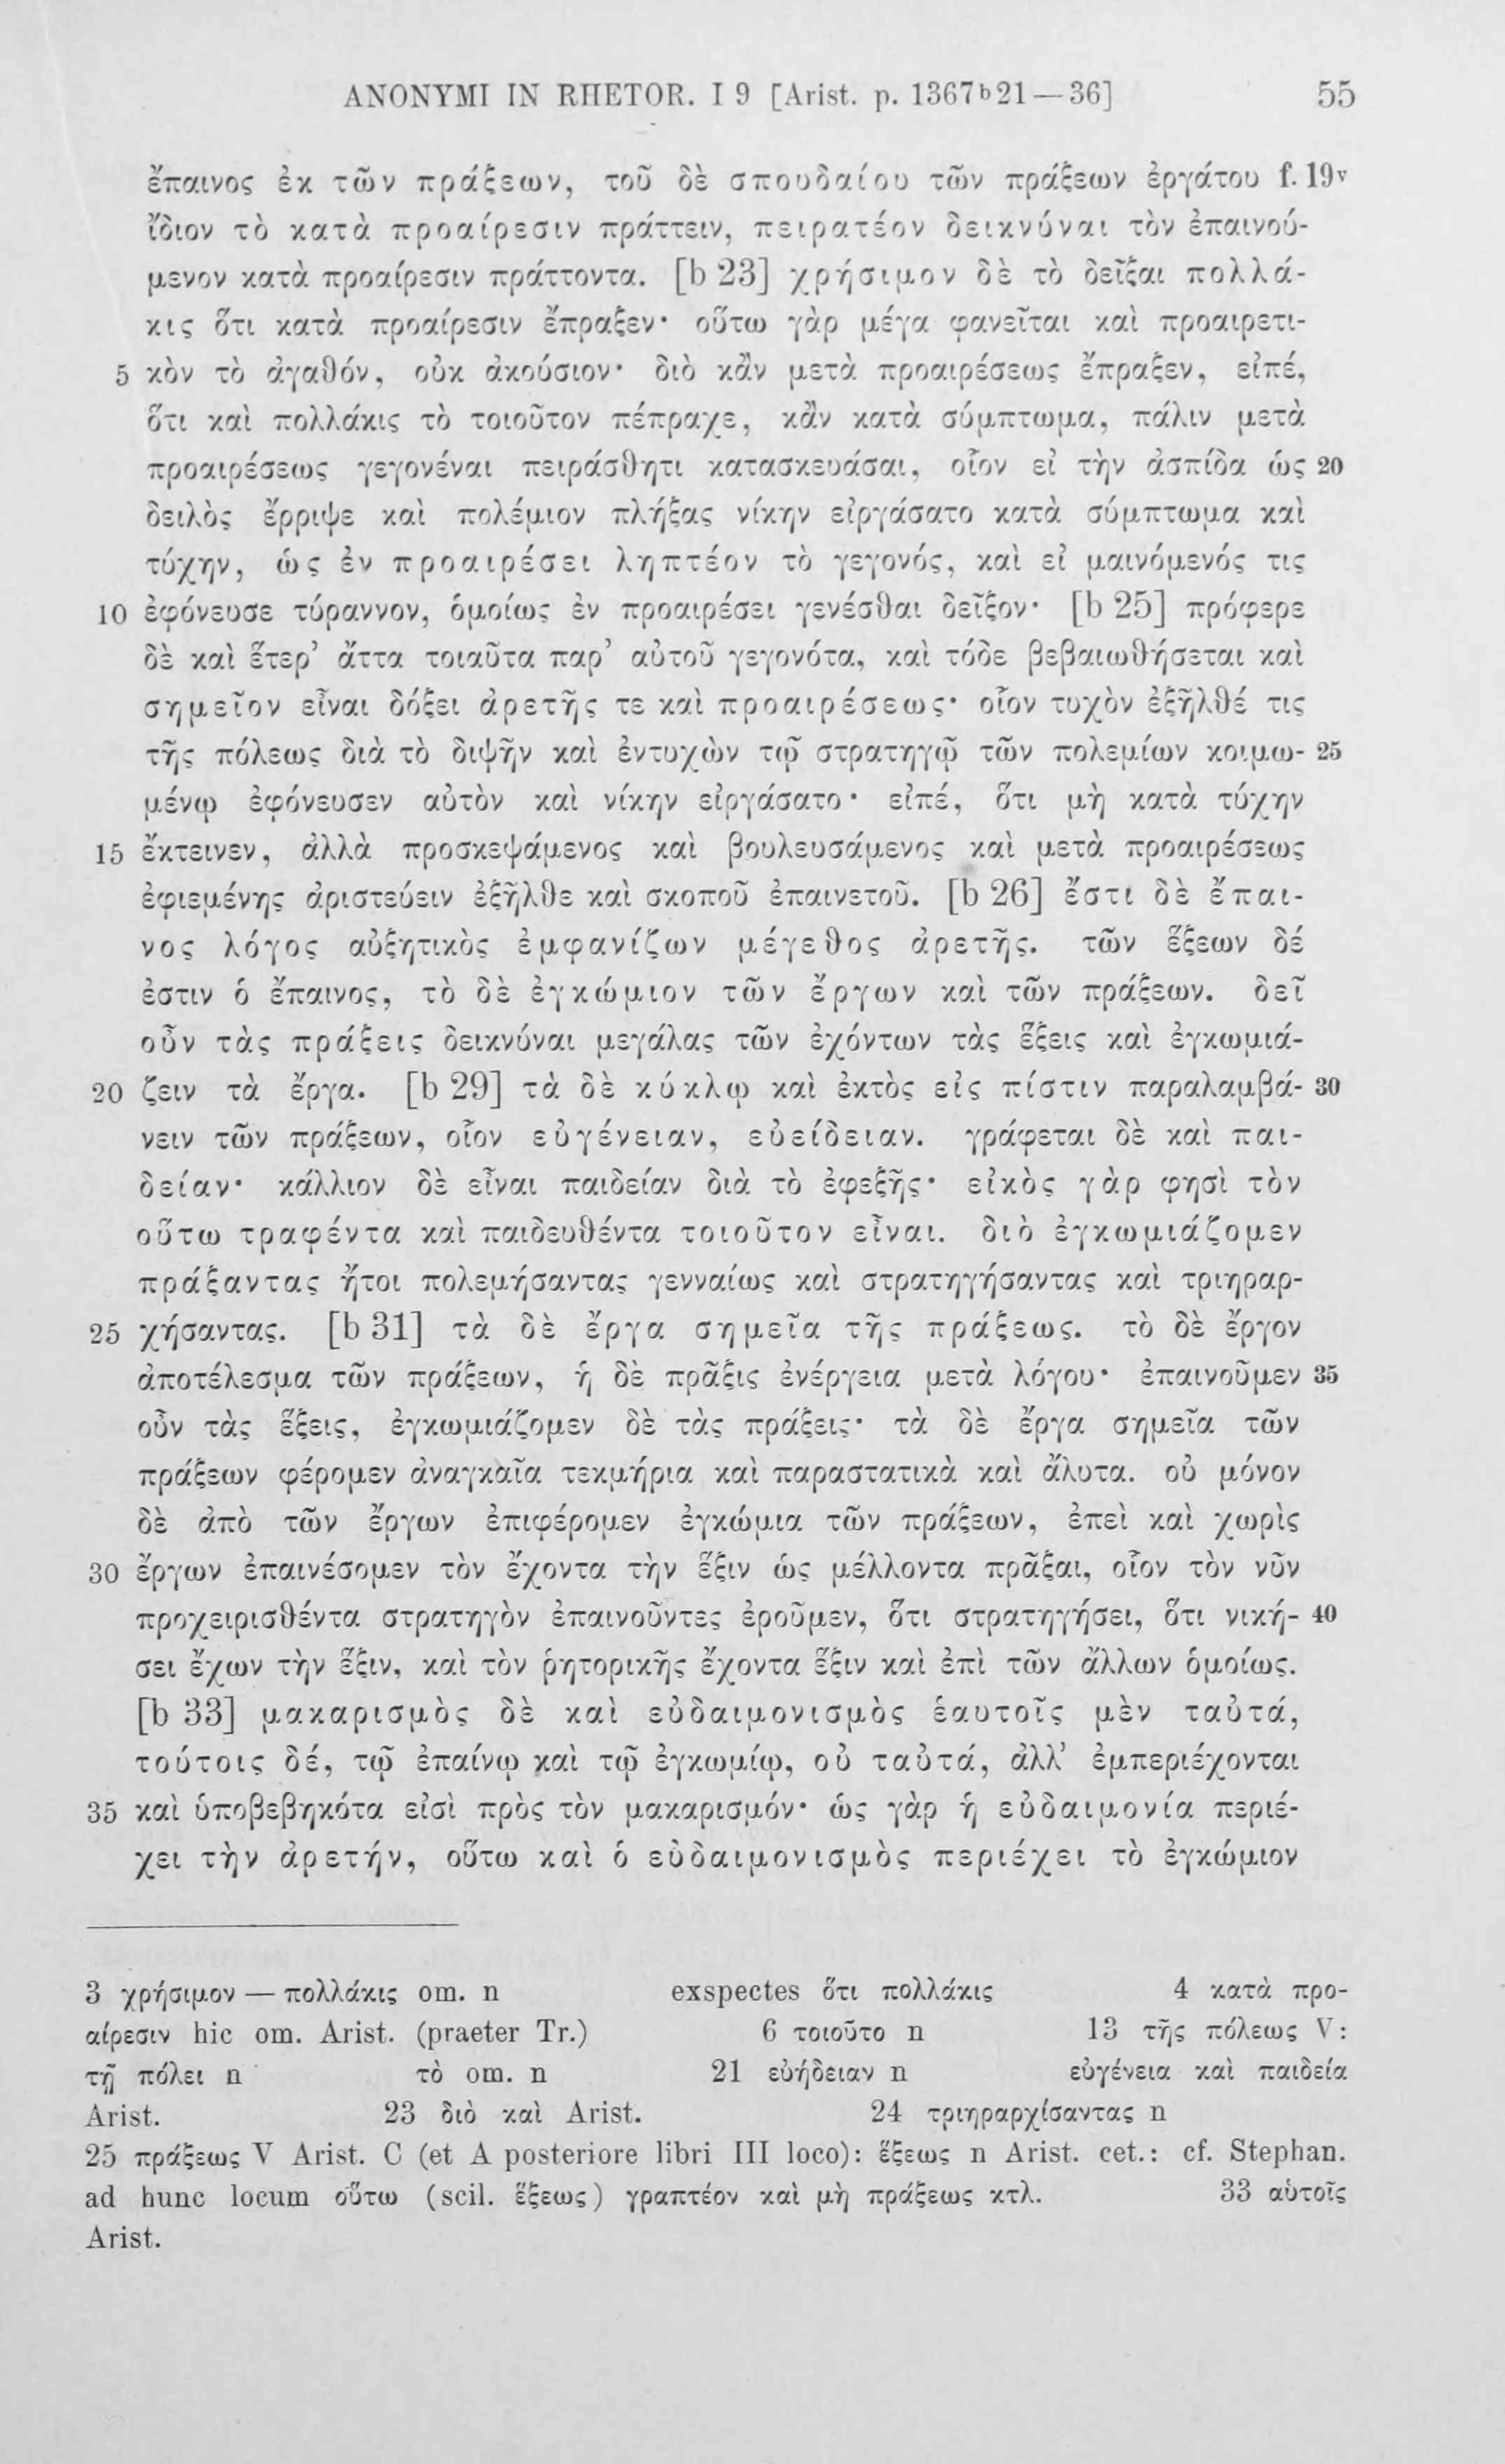 ANONYMI IN RHETOR. I 9 [Arist. p. 1367ᵇ21—36] 55
ἔπαινος ἐκ τῶν πράξεων, τοῦ δὲ σπουδαίου τῶν πράξεων ἐργάτου f. 19ᵛ
ἴδιον τὸ κατὰ προαίρεσιν πράττειν, πειρατέον δεικνύναι τὸν ἐπαινού-
μενον κατὰ προαίρεσιν πράττοντα. [b 23] χρήσιμον δὲ τὸ δεῖξαι πολλά-
κις ὅτι κατὰ προαίρεσιν ἔπραξεν· οὕτω γὰρ μέγα φανεῖται καὶ προαιρετι-
5 κὸν τὸ ἀγαθόν, οὐκ ἀκούσιον· διὸ κἂν μετὰ προαιρέσεως ἔπραξεν, εἰπέ,
ὅτι καὶ πολλάκις τὸ τοιοῦτον πέπραχε, κἂν κατὰ σύμπτωμα, πάλιν μετὰ
προαιρέσεως γεγονέναι πειράσθητι κατασκευάσαι, οἷον εἰ τὴν ἀσπίδα ὡς 20
δειλὸς ἔρριψε καὶ πολέμιον πλήξας νίκην εἰργάσατο κατὰ σύμπτωμα καὶ
τύχην, ὡς ἐν προαιρέσει ληπτέον τὸ γεγονός, καὶ εἰ μαινόμενός τις
10 ἐφόνευσε τύραννον, ὁμοίως ἐν προαιρέσει γενέσθαι δεῖξον· [b 25] πρόφερε
δὲ καὶ ἕτερ’ ἄττα τοιαῦτα παρ’ αὐτοῦ γεγονότα, καὶ τόδε βεβαιωθήσεται καὶ
σημεῖον εἶναι δόξει ἀρετῆς τε καὶ προαιρέσεως· οἷον τυχὸν ἐξῆλθέ τις
τῆς πόλεως διὰ τὸ διψῆν καὶ ἐντυχὼν τῷ στρατηγῷ τῶν πολεμίων κοιμω- 25
μένῳ ἐφόνευσεν αὐτὸν καὶ νίκην εἰργάσατο· εἰπέ, ὅτι μὴ κατὰ τύχην
15 ἔκτεινεν, ἀλλὰ προσκεψάμενος καὶ βουλευσάμενος καὶ μετὰ προαιρέσεως
ἐφιεμένης ἀριστεύειν ἐξῆλθε καὶ σκοποῦ ἐπαινετοῦ. [b 26] ἔστι δὲ ἔπαι-
νος λόγος αὐξητικὸς ἐμφανίζων μέγεθος ἀρετῆς. τῶν ἕξεων δέ
ἐστιν ὁ ἔπαινος, τὸ δὲ ἐγκώμιον τῶν ἔργων καὶ τῶν πράξεων. δεῖ
οὖν τὰς πράξεις δεικνύναι μεγάλας τῶν ἐχόντων τὰς ἕξεις καὶ ἐγκωμιά-
20 ζειν τὰ ἔργα. [b 29] τὰ δὲ κύκλῳ καὶ ἐκτὸς εἰς πίστιν παραλαμβά- 30
νειν τῶν πράξεων, οἷον εὐγένειαν, εὐείδειαν. γράφεται δὲ καὶ παι-
δείαν· κάλλιον δὲ εἶναι παιδείαν διὰ τὸ ἐφεξῆς· εἰκὸς γὰρ φησὶ τὸν
οὕτω τραφέντα καὶ παιδευθέντα τοιοῦτον εἶναι. διὸ ἐγκωμιάζομεν
πράξαντας ἤτοι πολεμήσαντας γενναίως καὶ στρατηγήσαντας καὶ τριηραρ-
25 χήσαντας. [b 31] τὰ δὲ ἔργα σημεῖα τῆς πράξεως. τὸ δὲ ἔργον
ἀποτέλεσμα τῶν πράξεων, ἡ δὲ πρᾶξις ἐνέργεια μετὰ λόγου· ἐπαινοῦμεν 35
οὖν τὰς ἕξεις, ἐγκωμιάζομεν δὲ τὰς πράξεις· τὰ δὲ ἔργα σημεῖα τῶν
πράξεων φέρομεν ἀναγκαῖα τεκμήρια καὶ παραστατικὰ καὶ ἄλυτα. οὐ μόνον
δὲ ἀπὸ τῶν ἔργων ἐπιφέρομεν ἐγκώμια τῶν πράξεων, ἐπεὶ καὶ χωρὶς
30 ἔργων ἐπαινέσομεν τὸν ἔχοντα τὴν ἕξιν ὡς μέλλοντα πρᾶξαι, οἷον τὸν νῦν
προχειρισθέντα στρατηγὸν ἐπαινοῦντες ἐροῦμεν, ὅτι στρατηγήσει, ὅτι νική- 40
σει ἔχων τὴν ἕξιν, καὶ τὸν ῥητορικῆς ἔχοντα ἕξιν καὶ ἐπὶ τῶν ἄλλων ὁμοίως.
[b 33] μακαρισμὸς δὲ καὶ εὐδαιμονισμὸς ἑαυτοῖς μὲν ταὐτά,
τούτοις δέ, τῷ ἐπαίνῳ καὶ τῷ ἐγκωμίῳ, οὐ ταὐτά, ἀλλ’ ἐμπεριέχονται
35 καὶ ὑποβεβηκότα εἰσὶ πρὸς τὸν μακαρισμόν· ὡς γὰρ ἡ εὐδαιμονία περιέ-
χει τὴν ἀρετήν, οὕτω καὶ ὁ εὐδαιμονισμὸς περιέχει τὸ ἐγκώμιον
3 χρήσιμον — πολλάκις om. n exspectes ὅτι πολλάκις 4 κατὰ προ-
αίρεσιν hic om. Arist. (praeter Tr.) 6 τοιοῦτο n 13 τῆς πόλεως V:
τῇ πόλει n τὸ om. n 21 εὐήδειαν n εὐγένεια καὶ παιδεία
Arist. 23 διὸ καὶ Arist. 24 τριηραρχίσαντας n
25 πράξεως V Arist. C (et A posteriore libri III loco): ἕξεως n Arist. cet.: cf. Stephan.
ad hunc locum οὕτω (scil. ἕξεως) γραπτέον καὶ μὴ πράξεως κτλ. 33 αὑτοῖς
Arist.